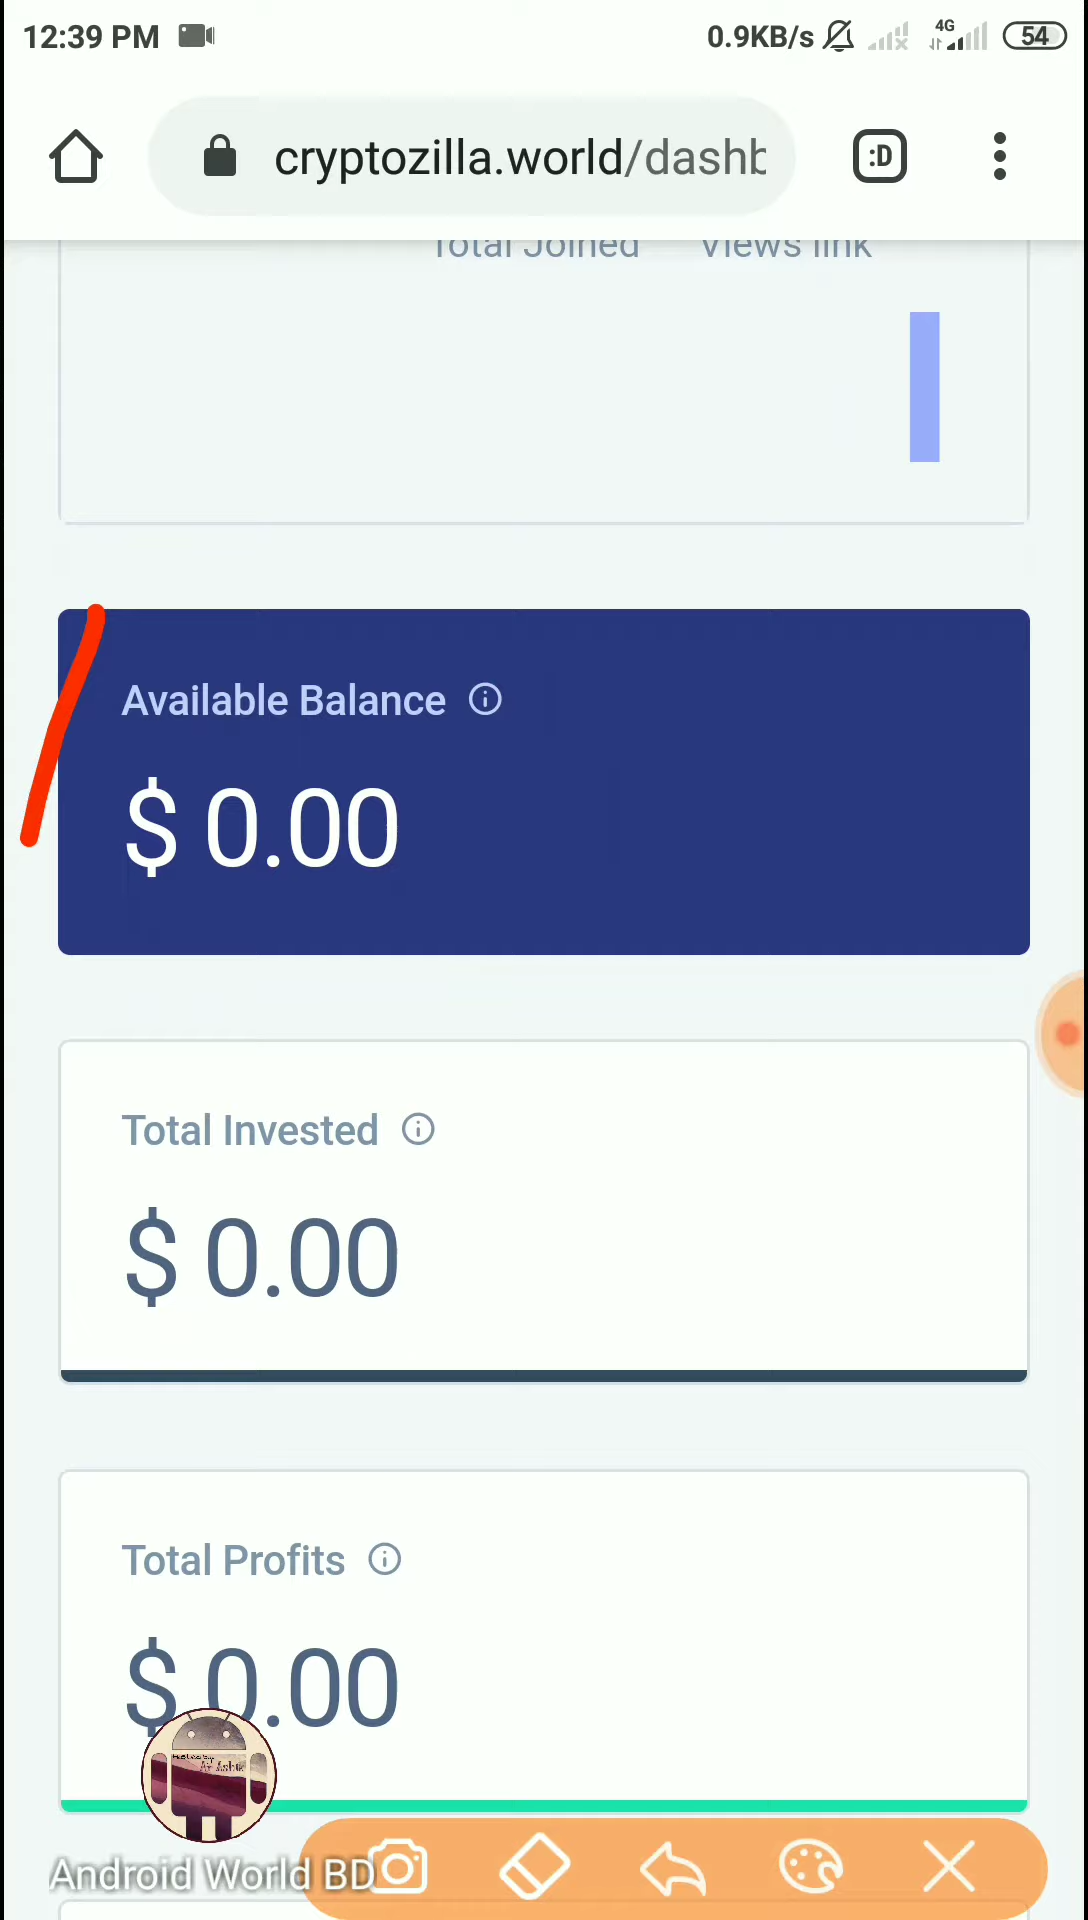 12:39 PM
0.9KB/s
4G
54
cryptozilla.world/dashb
:D
Total Joined
Views link
Available Balance
$ 0.00
Total Invested
$ 0.00
Total Profits
$ 0.00
Android World BD